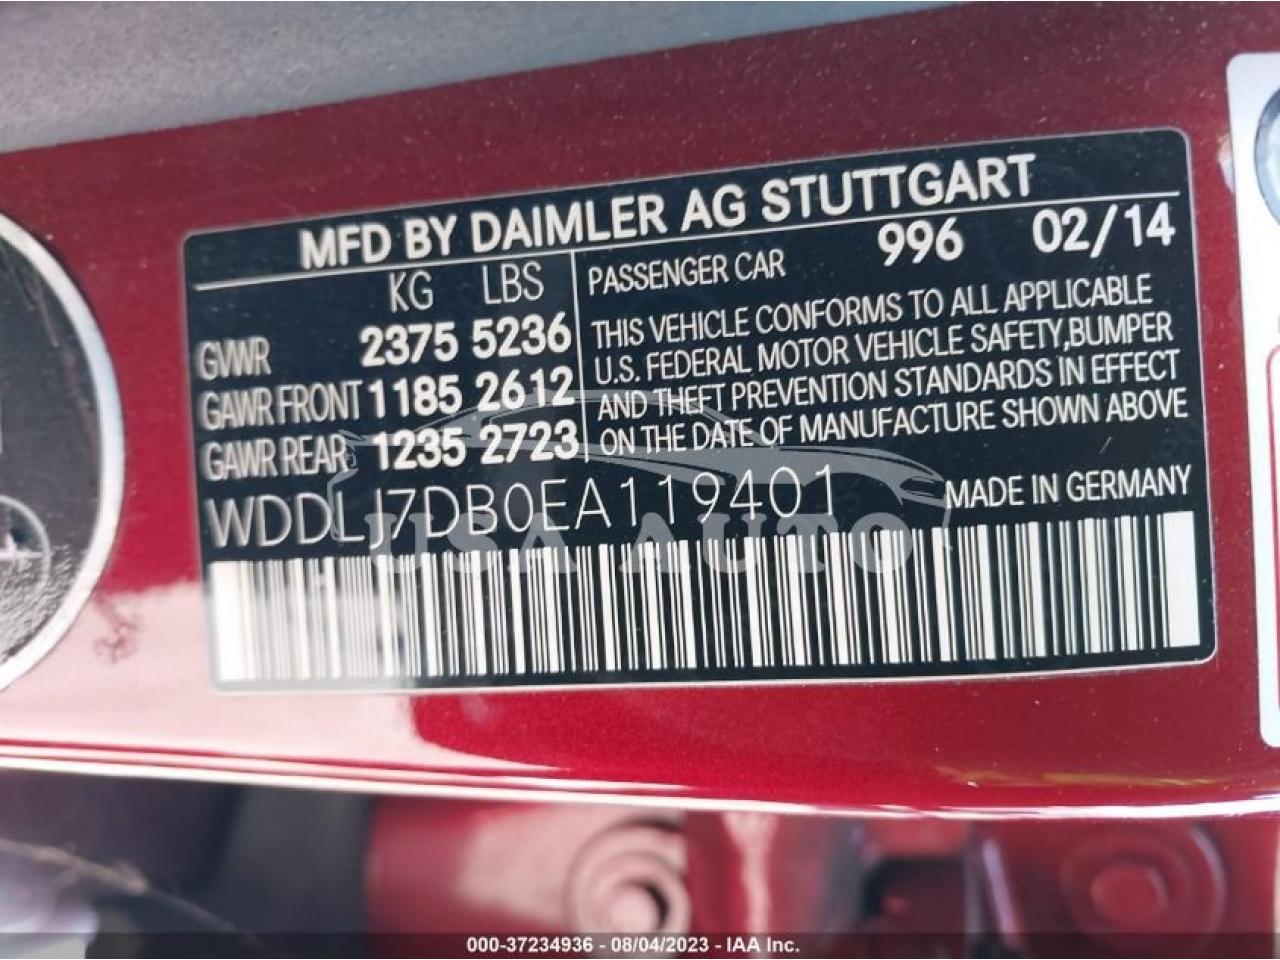 MFD BY DAIMLER AG STUTTGART
KG LBS
GVWR 2375 5236
GAWR FRONT 1185 2612
GAWR REAR 1235 2723
PASSENGER CAR 996 02/14
THIS VEHICLE CONFORMS TO ALL APPLICABLE
U.S. FEDERAL MOTOR VEHICLE SAFETY,BUMPER
AND THEFT PREVENTION STANDARDS IN EFFECT
ON THE DATE OF MANUFACTURE SHOWN ABOVE
WDDLJ7DB0EA119401 MADE IN GERMANY
USA AUTO
000-37234936 - 08/04/2023 - IAA Inc.